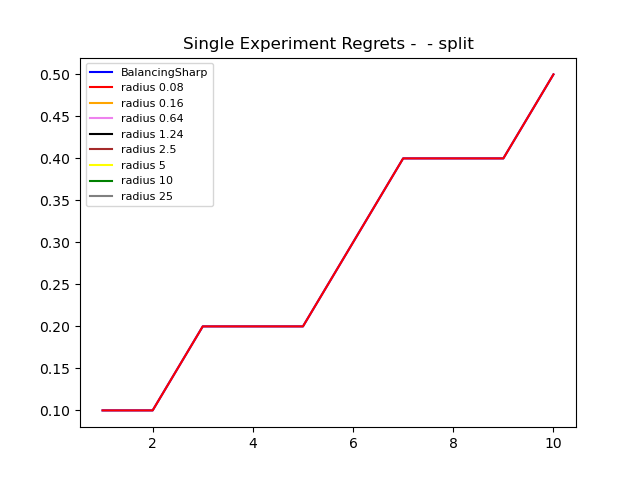 Single Experiment Regrets -  - split
BalancingSharp
radius 0.08
radius 0.16
radius 0.64
radius 1.24
radius 2.5
radius 5
radius 10
radius 25
0.50
0.45
0.40
0.35
0.30
0.25
0.20
0.15
0.10
2 4 6 8 10